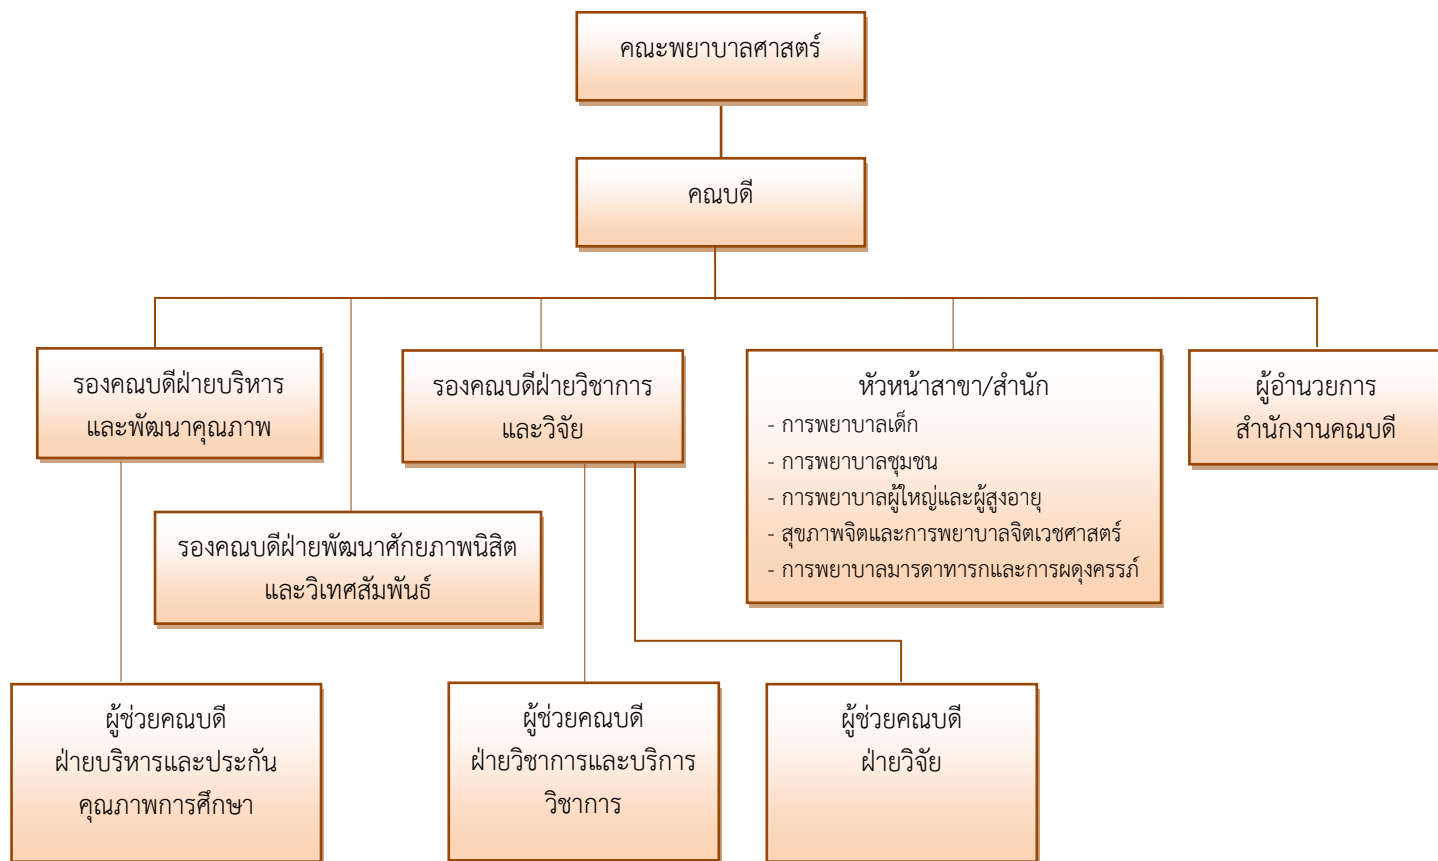 คณะพยาบาลศาสตร์
คณบดี
รองคณบดีฝ่ายบริหาร
และพัฒนาคุณภาพ
รองคณบดีฝ่ายวิชาการ
และวิจัย
หัวหน้าสาขา/สำนัก
- การพยาบาลเด็ก
- การพยาบาลชุมชน
- การพยาบาลผู้ใหญ่และผู้สูงอายุ
- สุขภาพจิตและการพยาบาลจิตเวชศาสตร์
- การพยาบาลมารดาทารกและการผดุงครรภ์
ผู้อำนวยการ
สำนักงานคณบดี
รองคณบดีฝ่ายพัฒนาศักยภาพนิสิต
และวิเทศสัมพันธ์
ผู้ช่วยคณบดี
ฝ่ายบริหารและประกัน
คุณภาพการศึกษา
ผู้ช่วยคณบดี
ฝ่ายวิชาการและบริการ
วิชาการ
ผู้ช่วยคณบดี
ฝ่ายวิจัย